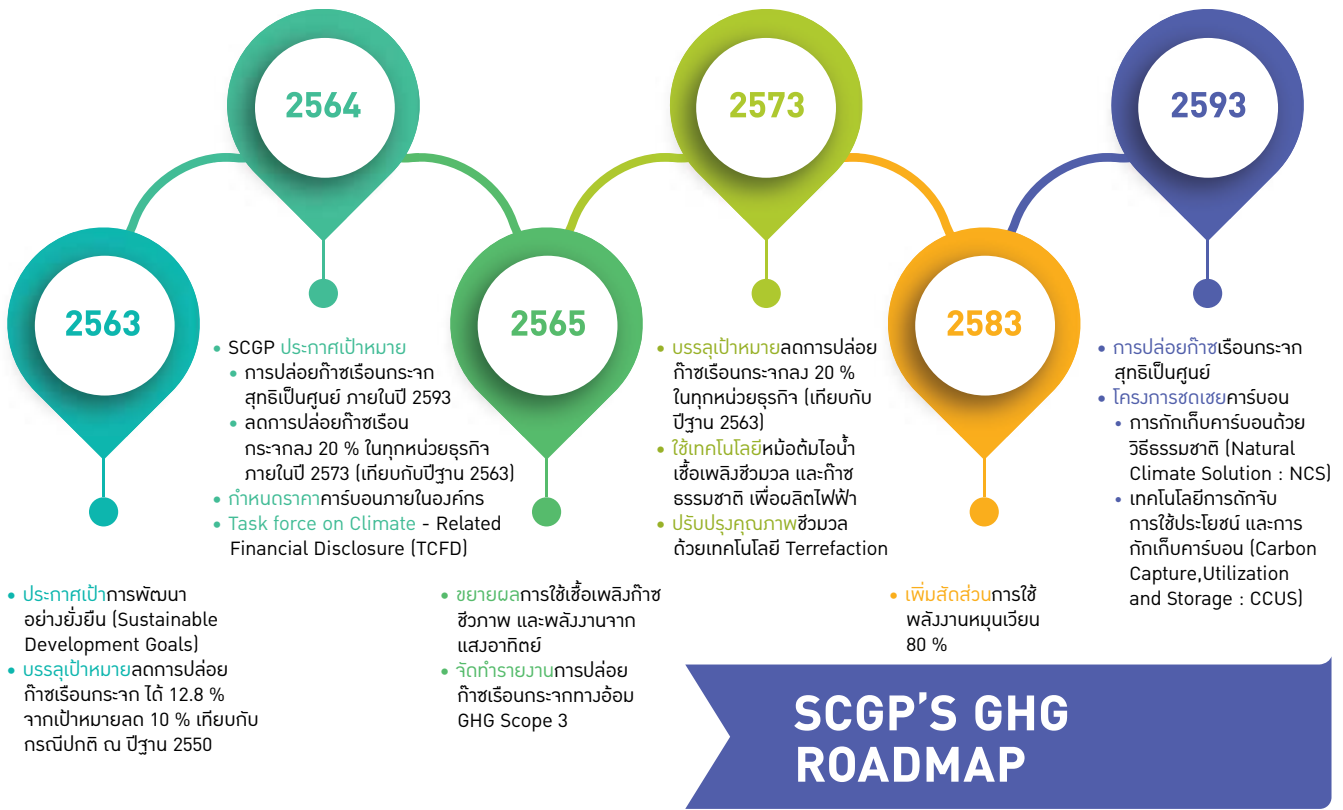 2563
• ประกาศเป้าการพัฒนา
อย่างยั่งยืน (Sustainable
Development Goals)
• บรรลุเป้าหมายลดการปล่อย
ก๊าซเรือนกระจก ได้ 12.8 %
จากเป้าหมายลด 10 % เทียบกับ
กรณีปกติ ณ ปีฐาน 2550
2564
• SCGP ประกาศเป้าหมาย
• การปล่อยก๊าซเรือนกระจก
สุทธิเป็นศูนย์ ภายในปี 2593
• ลดการปล่อยก๊าซเรือน
กระจกลง 20 % ในทุกหน่วยธุรกิจ
ภายในปี 2573 (เทียบกับปีฐาน 2563)
• กำหนดราคาคาร์บอนภายในองค์กร
• Task force on Climate - Related
Financial Disclosure (TCFD)
2565
• ขยายผลการใช้เชื้อเพลิงก๊าซ
ชีวภาพ และพลังงานจาก
แสงอาทิตย์
• จัดทำรายงานการปล่อย
ก๊าซเรือนกระจกทางอ้อม
GHG Scope 3
2573
• บรรลุเป้าหมายลดการปล่อย
ก๊าซเรือนกระจกลง 20 %
ในทุกหน่วยธุรกิจ (เทียบกับ
ปีฐาน 2563)
• ใช้เทคโนโลยีหม้อต้มไอน้ำ
เชื้อเพลิงชีวมวล และก๊าซ
ธรรมชาติ เพื่อผลิตไฟฟ้า
• ปรับปรุงคุณภาพชีวมวล
ด้วยเทคโนโลยี Terrefaction
2583
• เพิ่มสัดส่วนการใช้
พลังงานหมุนเวียน
80 %
2593
• การปล่อยก๊าซเรือนกระจก
สุทธิเป็นศูนย์
• โครงการชดเชยคาร์บอน
• การกักเก็บคาร์บอนด้วย
วิธีธรรมชาติ (Natural
Climate Solution : NCS)
• เทคโนโลยีการดักจับ
การใช้ประโยชน์ และการ
กักเก็บคาร์บอน (Carbon
Capture,Utilization
and Storage : CCUS)
SCGP'S GHG
ROADMAP